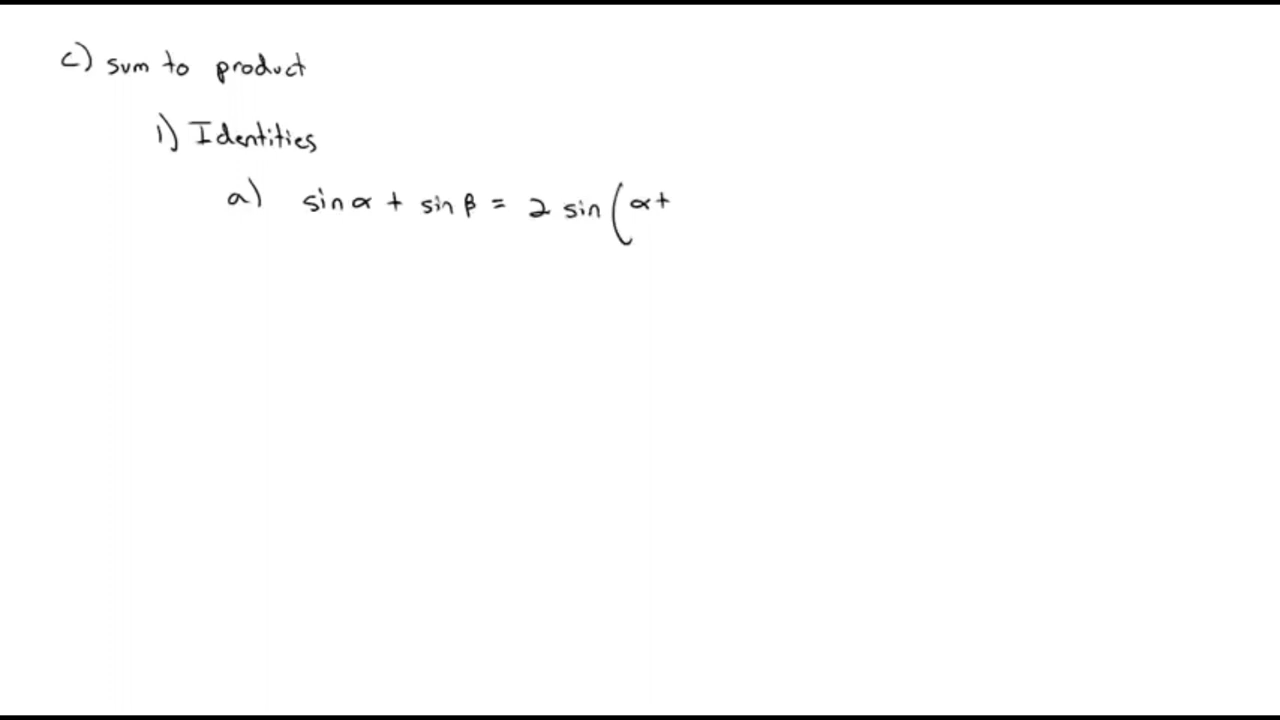 c) sum to product
1) Identities
a) sin α + sin β = 2 sin ( α +